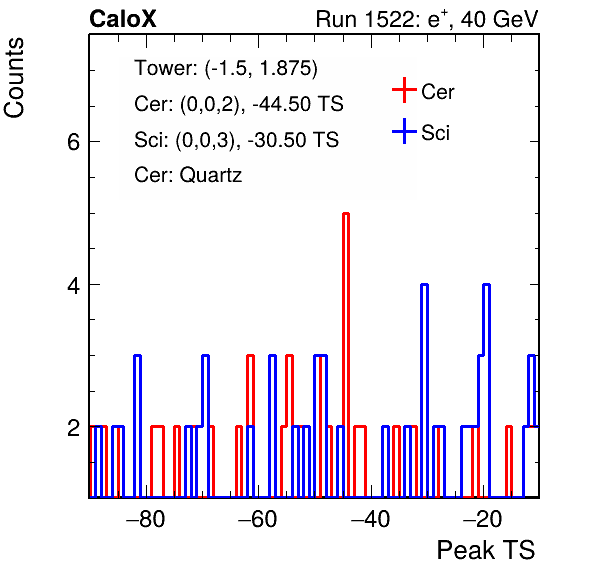 CaloX Run 1522: e⁺, 40 GeV
Counts
Tower: (-1.5, 1.875)
Cer: (0,0,2), -44.50 TS
Sci: (0,0,3), -30.50 TS
Cer: Quartz
Cer
Sci
6
4
2
−80 −60 −40 −20
Peak TS